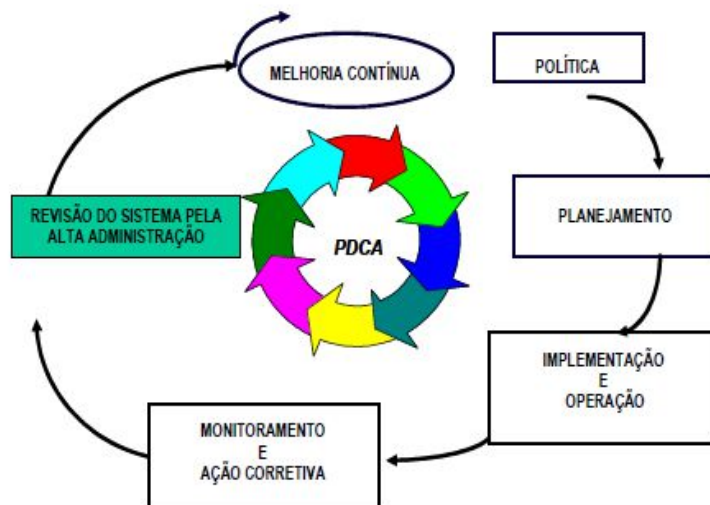 MELHORIA CONTÍNUA
POLÍTICA
PLANEJAMENTO
IMPLEMENTAÇÃO
E
OPERAÇÃO
MONITORAMENTO
E
AÇÃO CORRETIVA
REVISÃO DO SISTEMA PELA
ALTA ADMINISTRAÇÃO
PDCA